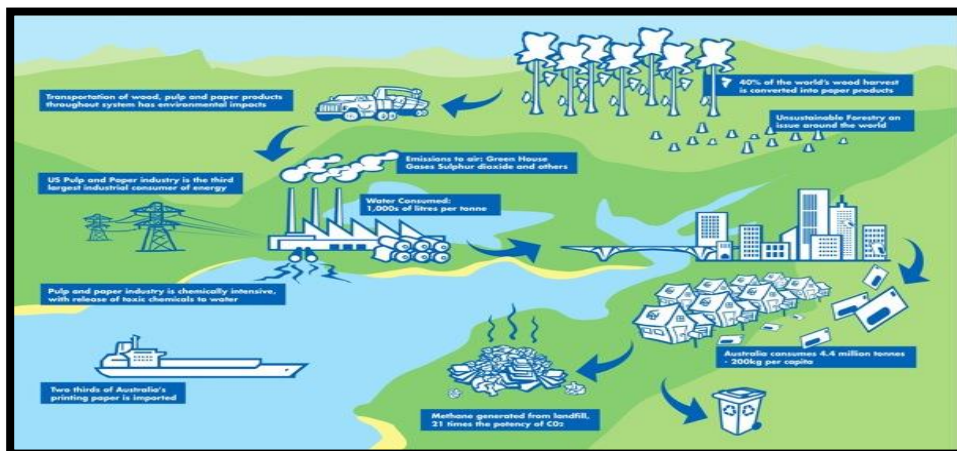 40% of the world's wood harvest
is converted into paper products
Transportation of wood, pulp and paper products
throughout system has environmental impacts
Unsustainable Forestry an
issue around the world
Emissions to air: Green House
Gases Sulphur dioxide and others
US Pulp and Paper industry is the third
largest industrial consumer of energy
Water Consumed:
1,000s of litres per tonne
Pulp and paper industry is chemically intensive,
with release of toxic chemicals to water
Australia consumes 4.4 million tonnes
- 200kg per capita
Two thirds of Australia's
printing paper is imported
Methane generated from landfill,
21 times the potency of C02